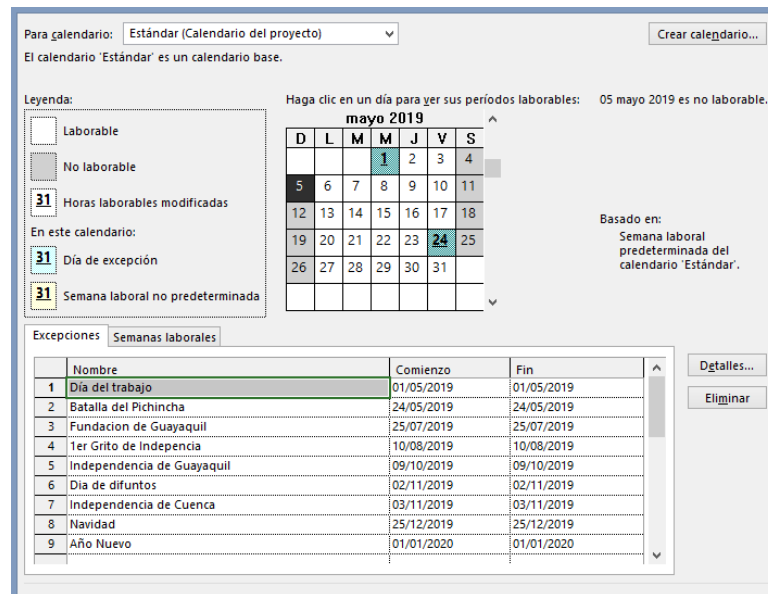 Para calendario: Estándar (Calendario del proyecto) Crear calendario...
El calendario 'Estándar' es un calendario base.
Leyenda:
Laborable
No laborable
31 Horas laborables modificadas
En este calendario:
31 Día de excepción
31 Semana laboral no predeterminada
Haga clic en un día para ver sus períodos laborables:
mayo 2019
D L M M J V S
1 2 3 4
5 6 7 8 9 10 11
12 13 14 15 16 17 18
19 20 21 22 23 24 25
26 27 28 29 30 31
05 mayo 2019 es no laborable.
Basado en:
Semana laboral
predeterminada del
calendario 'Estándar'.
Excepciones Semanas laborales
Nombre Comienzo Fin
1 Día del trabajo 01/05/2019 01/05/2019
2 Batalla del Pichincha 24/05/2019 24/05/2019
3 Fundacion de Guayaquil 25/07/2019 25/07/2019
4 1er Grito de Indepencia 10/08/2019 10/08/2019
5 Independencia de Guayaquil 09/10/2019 09/10/2019
6 Dia de difuntos 02/11/2019 02/11/2019
7 Independencia de Cuenca 03/11/2019 03/11/2019
8 Navidad 25/12/2019 25/12/2019
9 Año Nuevo 01/01/2020 01/01/2020
Detalles...
Eliminar